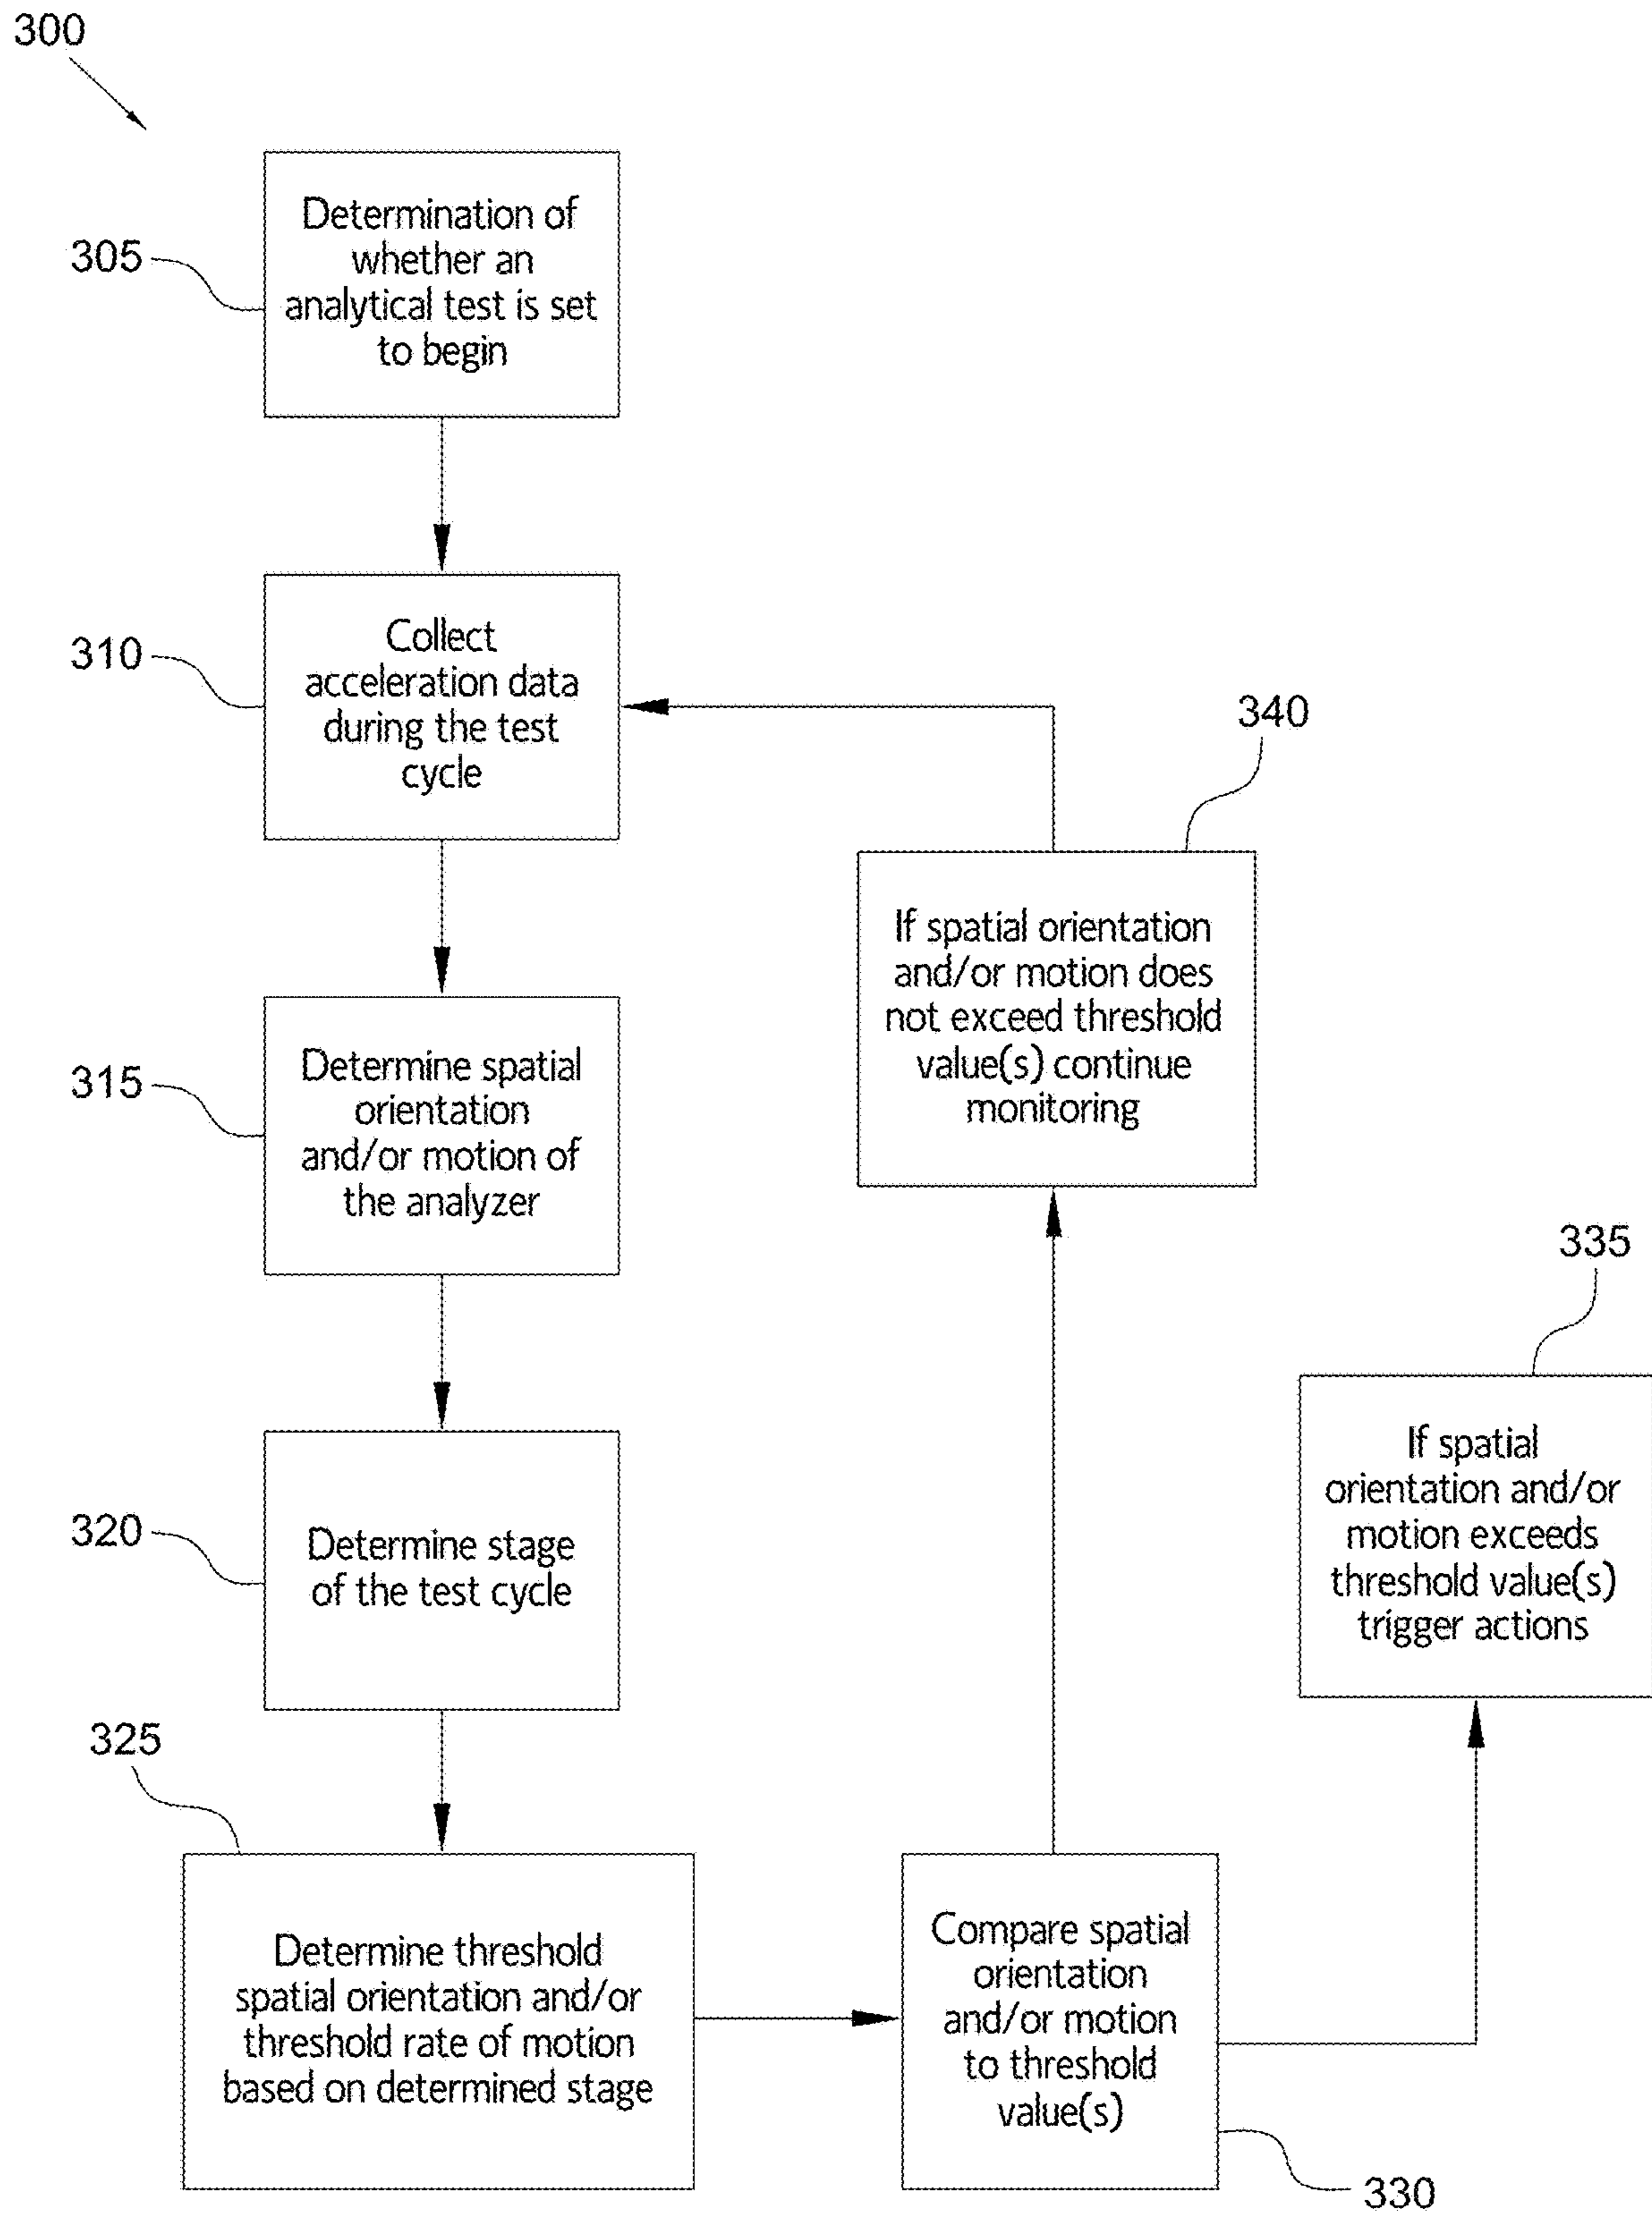 300
305
Determination of
whether an
analytical test is set
to begin
310
Collect
acceleration data
during the test
cycle
340
If spatial orientation
and/or motion does
not exceed threshold
value(s) continue
monitoring
315
Determine spatial
orientation
and/or motion of
the analyzer
335
If spatial
orientation and/or
motion exceeds
threshold value(s)
trigger actions
320
Determine stage
of the test cycle
325
Determine threshold
spatial orientation and/or
threshold rate of motion
based on determined stage
Compare spatial
orientation
and/or motion
to threshold
value(s)
330